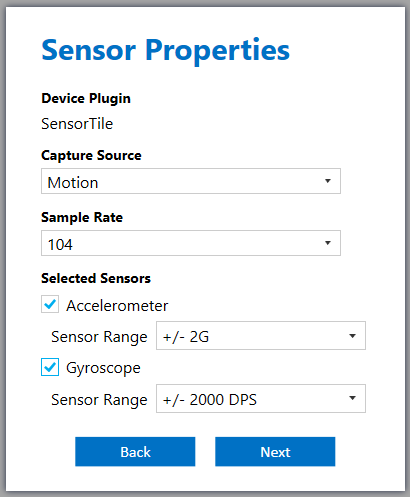 Sensor Properties
Device Plugin
SensorTile
Capture Source
Motion
Sample Rate
104
Selected Sensors
Accelerometer
Sensor Range +/- 2G
Gyroscope
Sensor Range +/- 2000 DPS
Back Next